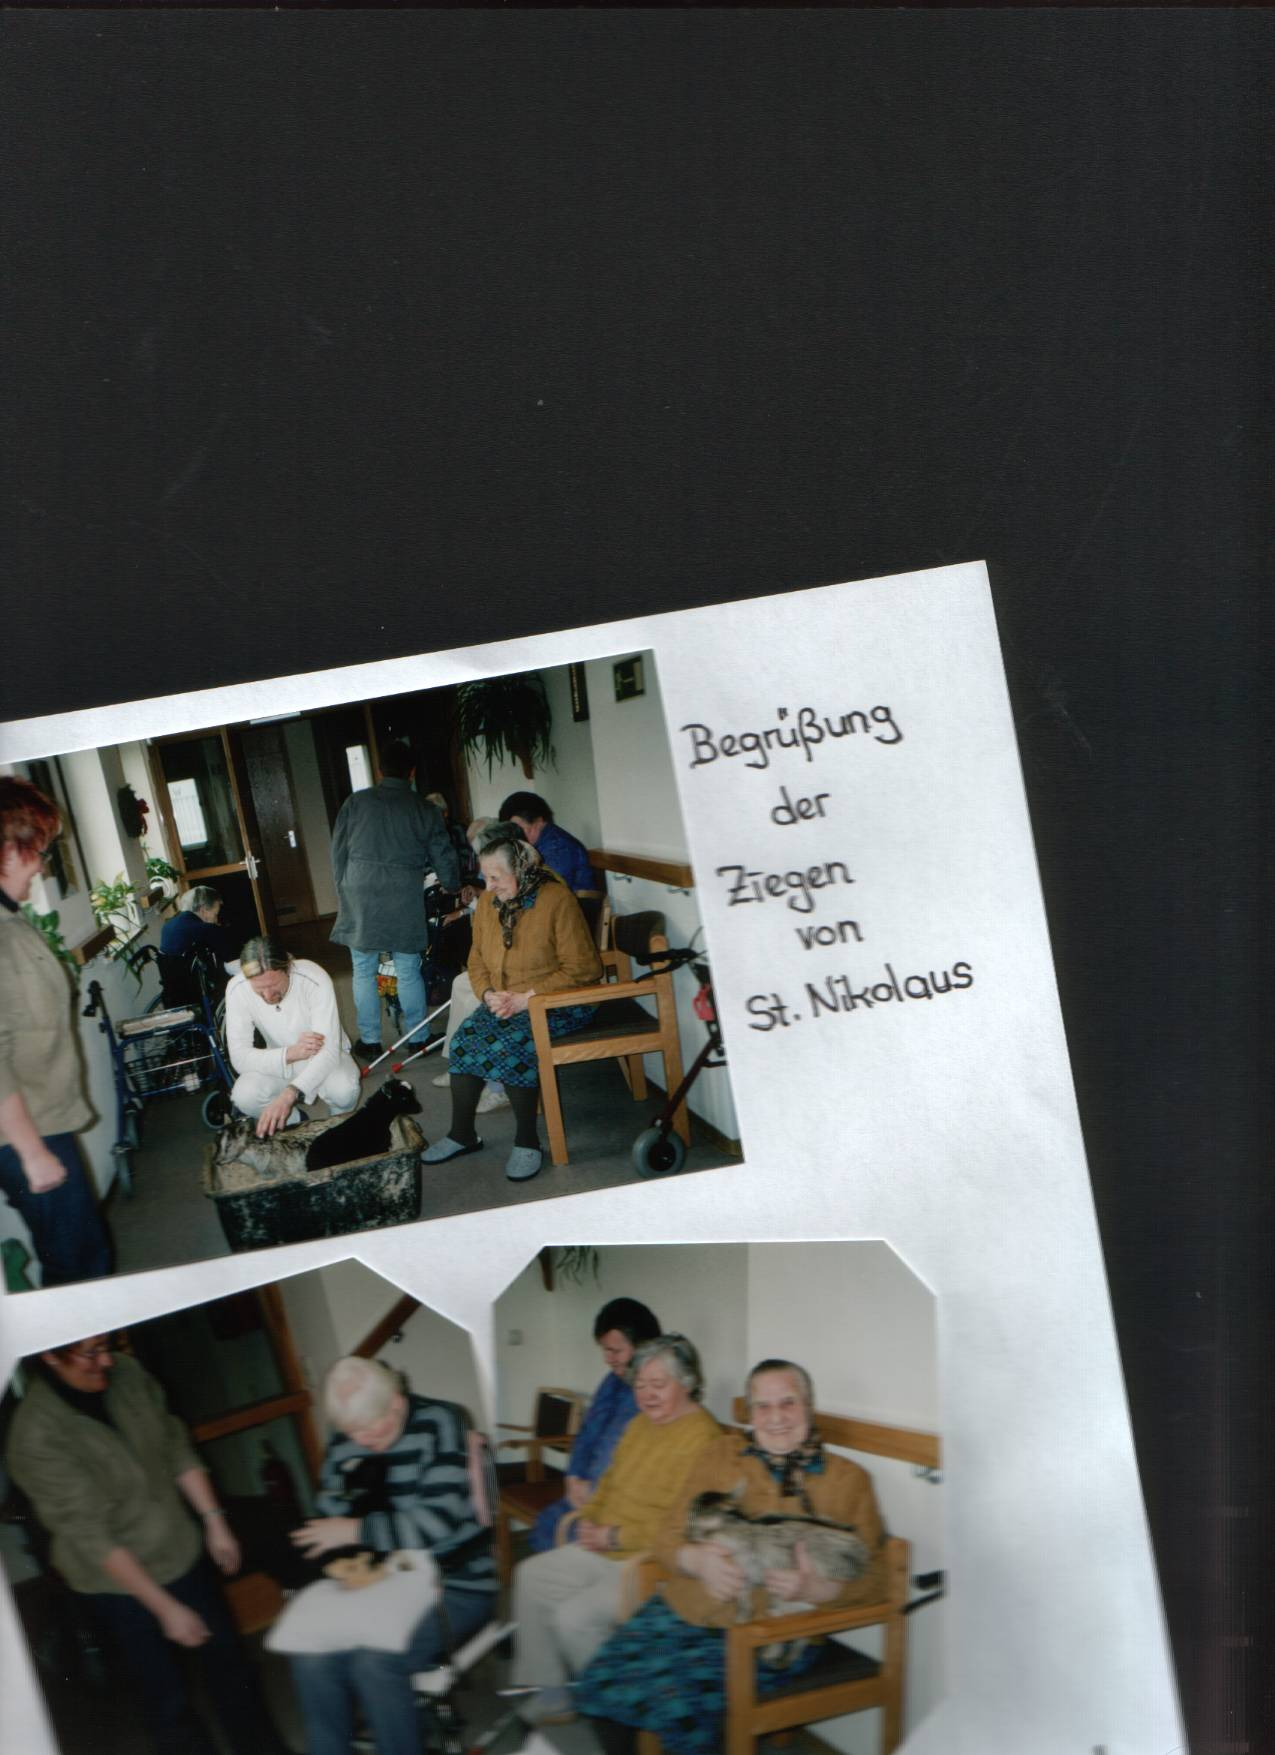 Begrüßung
der
Ziegen
von
St. Nikolaus